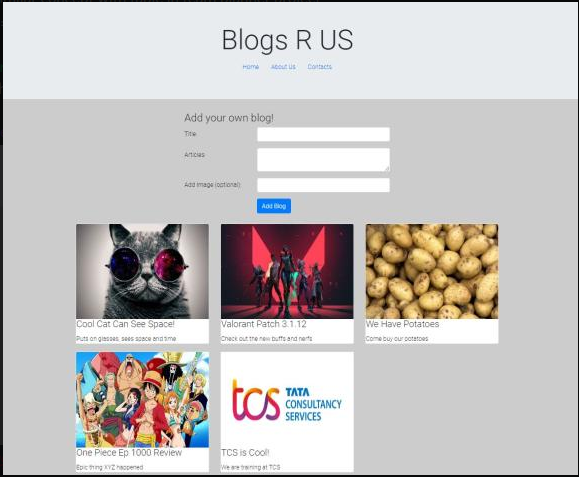 Blogs R US
Home About Us Contacts
Add your own blog!
Title
Articles
Add Image (optional)
Add Blog
Cool Cat Can See Space!
Puts on glasses, sees space and time
Valorant Patch 3.1.12
Check out the new buffs and nerfs
We Have Potatoes
Come buy our potatoes
One Piece Ep.1000 Review
Epic thing XYZ happened
tcs TATA
CONSULTANCY
SERVICES
TCS is Cool!
We are training at TCS